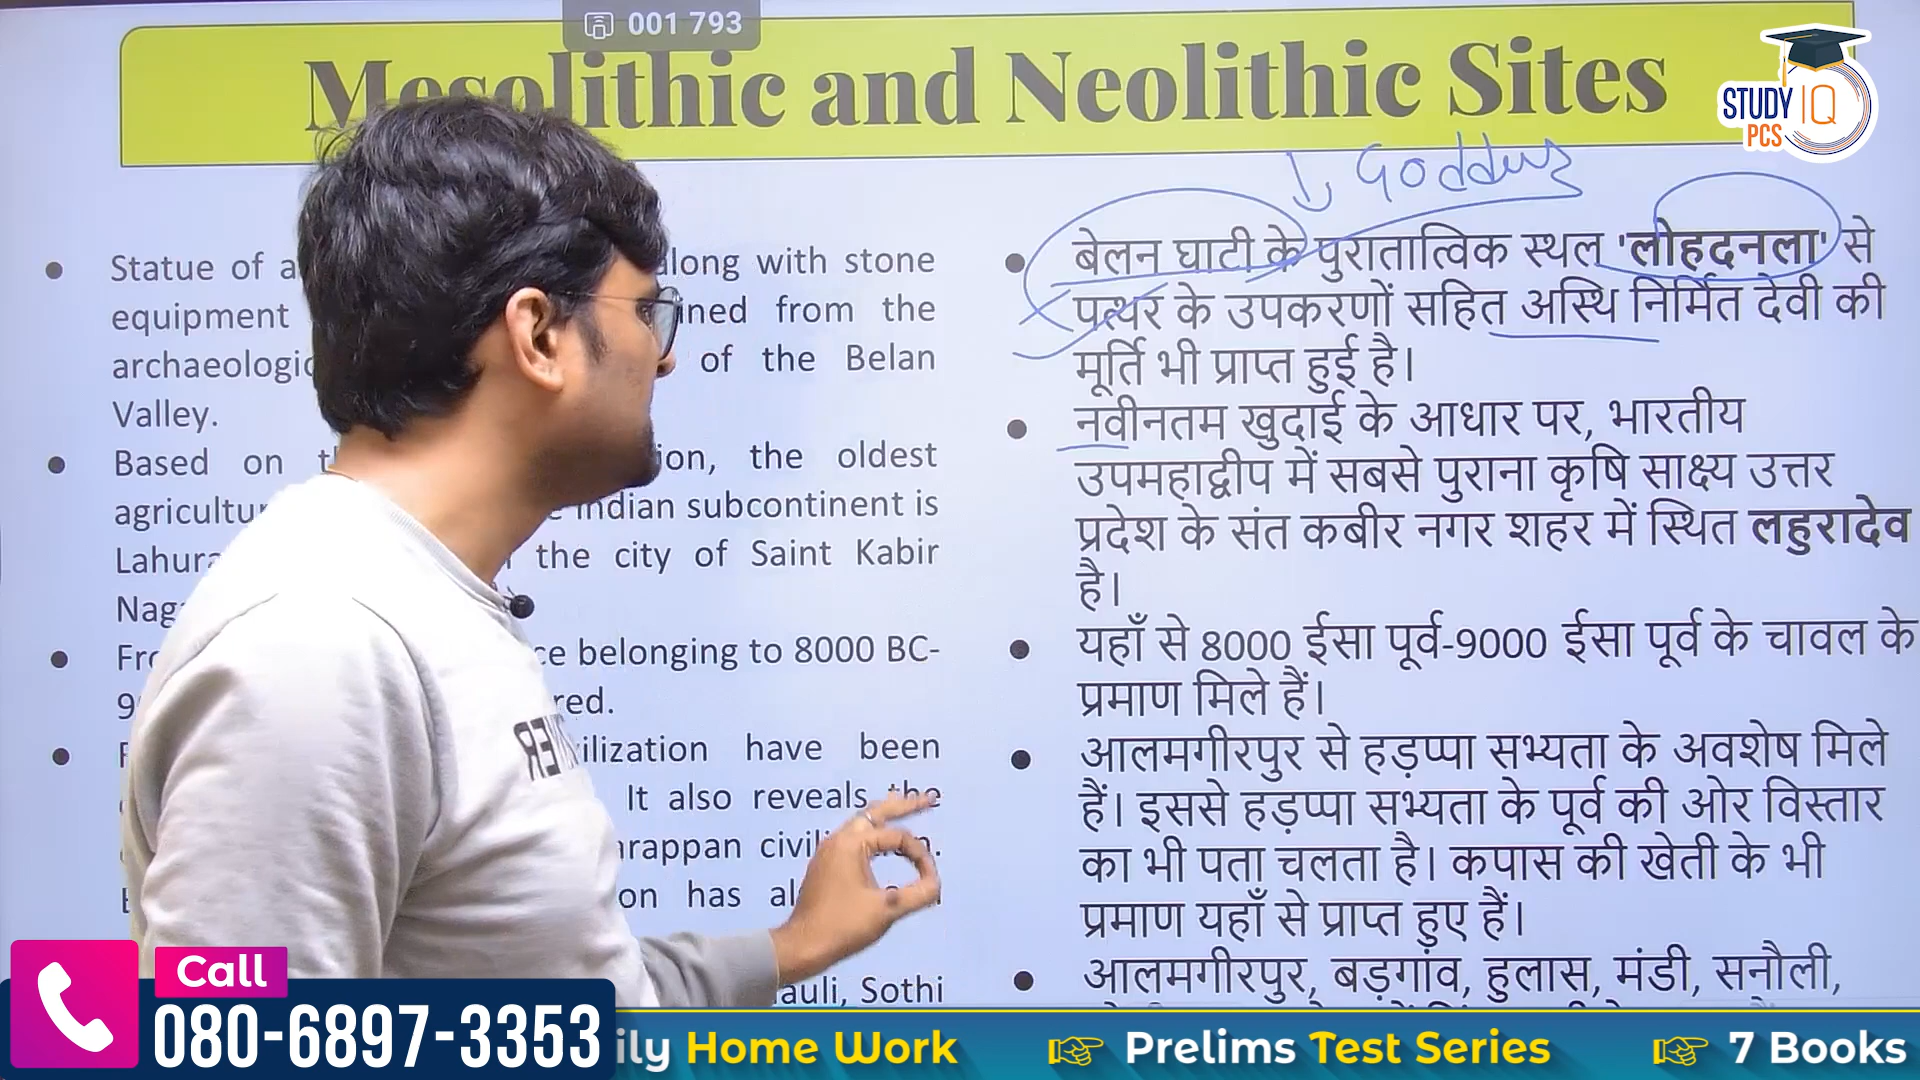 001 793
Mesolithic and Neolithic Sites
STUDY IQ
PCS
Goddess
Statue of a along with stone
equipment ined from the
archaeologic of the Belan
Valley.
Based on ion, the oldest
agricultu Indian subcontinent is
Lahura the city of Saint Kabir
Nag
Fro ce belonging to 8000 BC-
9 red.
ilization have been
It also reveals the
arappan civili n.
on has al
auli, Sothi
बेलन घाटी के पुरातात्विक स्थल 'लोहदनला' से
पत्थर के उपकरणों सहित अस्थि निर्मित देवी की
मूर्ति भी प्राप्त हुई है।
नवीनतम खुदाई के आधार पर, भारतीय
उपमहाद्वीप में सबसे पुराना कृषि साक्ष्य उत्तर
प्रदेश के संत कबीर नगर शहर में स्थित लहुरादेव
है।
यहाँ से 8000 ईसा पूर्व-9000 ईसा पूर्व के चावल के
प्रमाण मिले हैं।
आलमगीरपुर से हड़प्पा सभ्यता के अवशेष मिले
हैं। इससे हड़प्पा सभ्यता के पूर्व की ओर विस्तार
का भी पता चलता है। कपास की खेती के भी
प्रमाण यहाँ से प्राप्त हुए हैं।
आलमगीरपुर, बड़गांव, हुलास, मंडी, सनौली,
Call
080-6897-3353
ily Home Work Prelims Test Series 7 Books